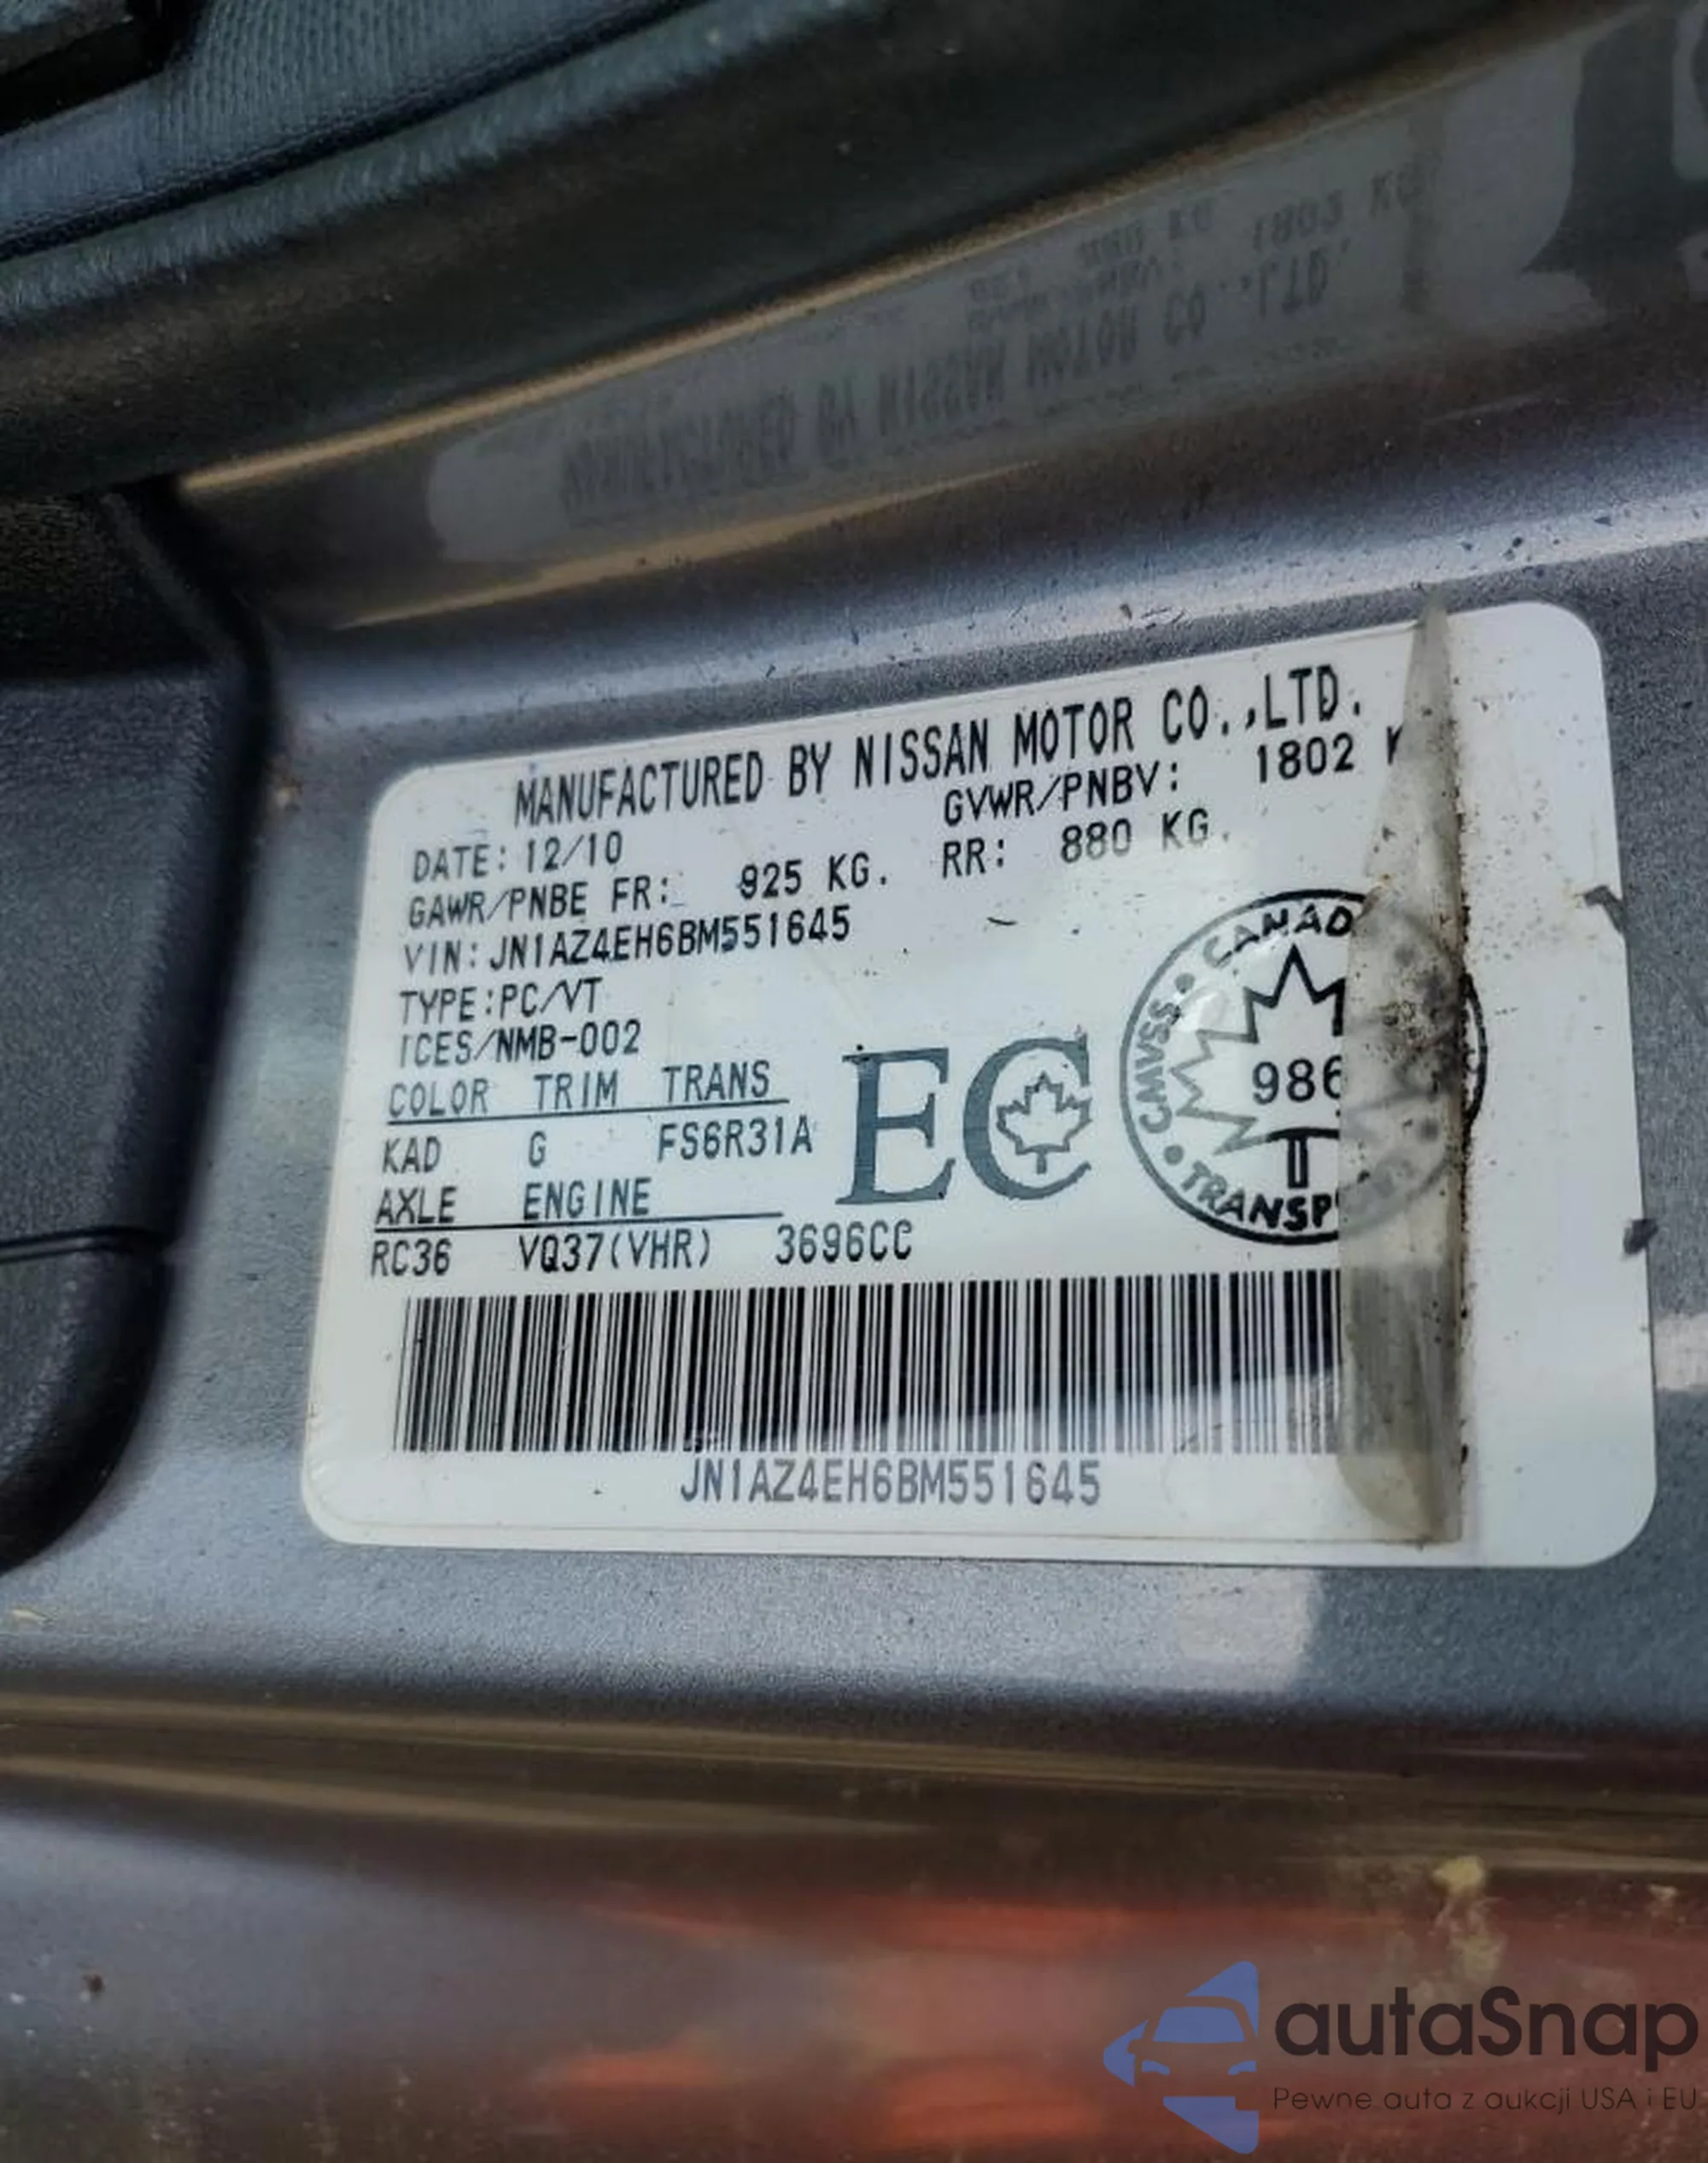 MANUFACTURED BY NISSAN MOTOR CO.,LTD.
DATE: 12/10 GVWR/PNBV: 1802
GAWR/PNBE FR: 925 KG. RR: 880 KG.
VIN: JN1AZ4EH6BM551645
TYPE: PC/VT
ICES/NMB-002
COLOR TRIM TRANS
KAD G FS6R31A
AXLE ENGINE
RC36 VQ37(VHR) 3696CC
EC
CANADA
CMVSS
986
TRANSPORT
JN1AZ4EH6BM551645
autaSnap
Pewne auta z aukcji USA i EU